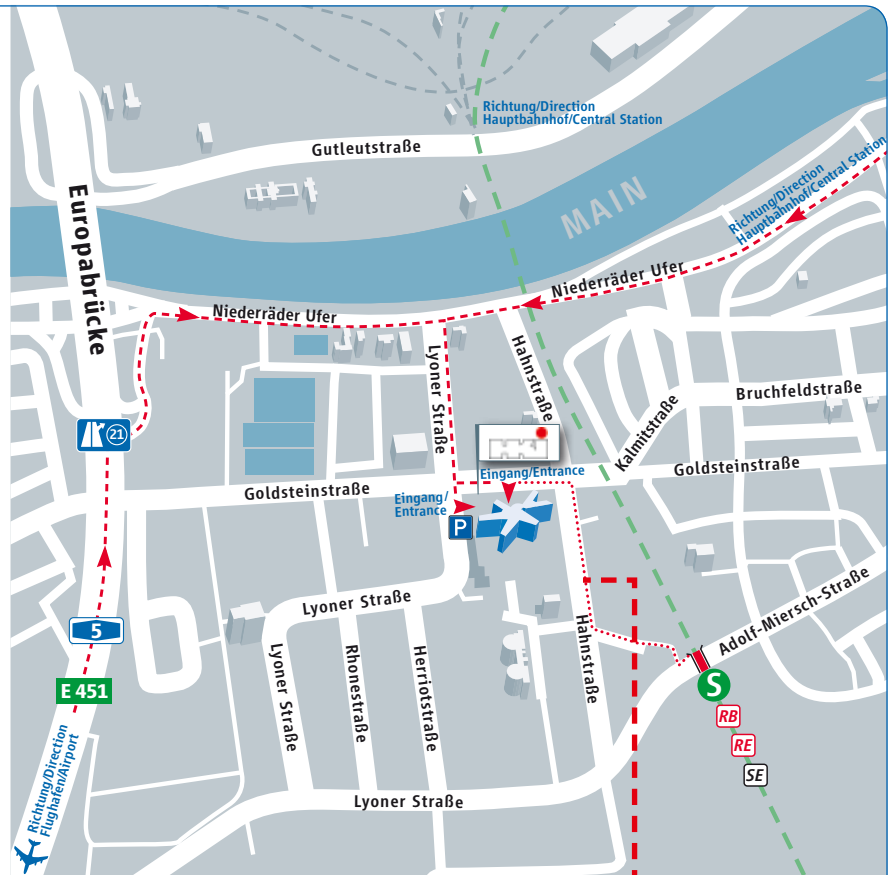 Richtung/Direction
Hauptbahnhof/Central Station
Gutleutstraße
Europabrücke
MAIN
Richtung/Direction
Hauptbahnhof/Central Station
Niederräder Ufer
Niederräder Ufer
Lyoner Straße
Hahnstraße
Bruchfeldstraße
Kalmitstraße
21
Goldsteinstraße
Eingang/Entrance
Goldsteinstraße
Eingang/
Entrance
P
Lyoner Straße
Adolf-Miersch-Straße
5
E 451
Lyoner Straße
Rhonestraße
Herriotstraße
Hahnstraße
S
RB
RE
SE
Richtung/Direction
Flughafen/Airport
Lyoner Straße